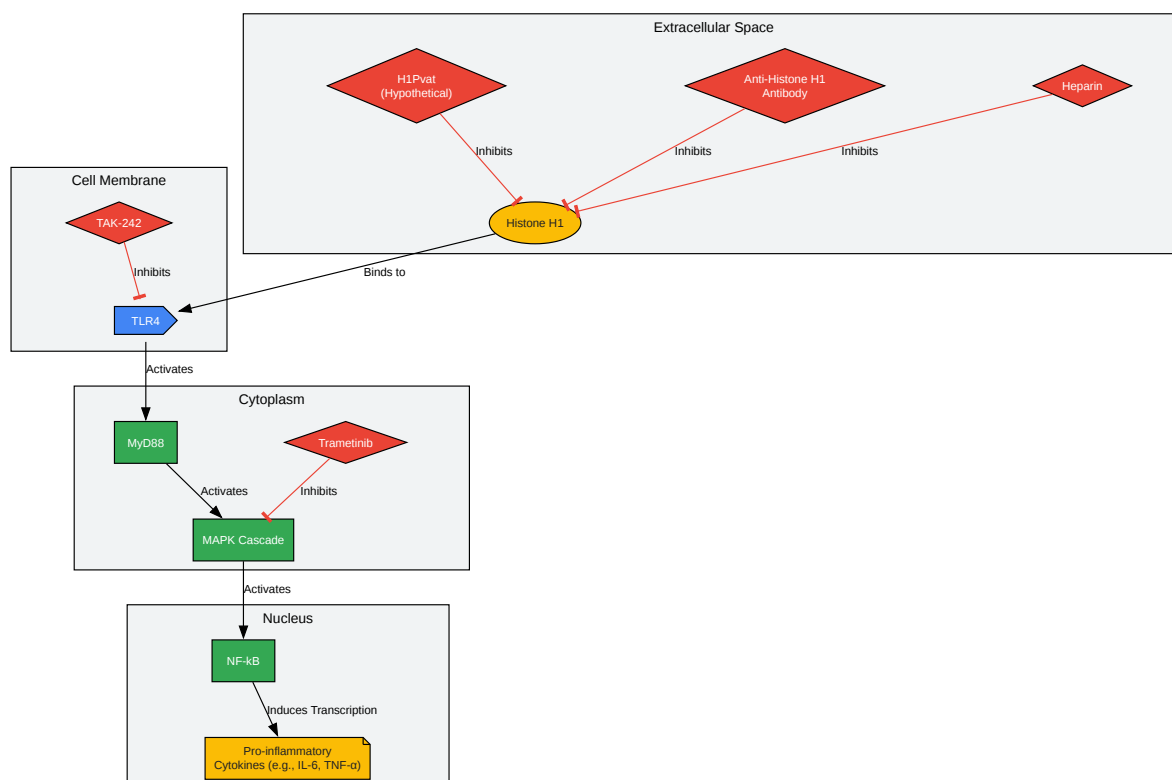 Extracellular Space
H1Pvat
(Hypothetical)
Anti-Histone H1
Antibody
Heparin
Inhibits
Inhibits
Inhibits
Histone H1
Cell Membrane
TAK-242
Inhibits
Binds to
TLR4
Activates
Cytoplasm
MyD88
Trametinib
Activates
Inhibits
MAPK Cascade
Activates
Nucleus
NF-kB
Induces Transcription
Pro-inflammatory
Cytokines (e.g., IL-6, TNF-α)